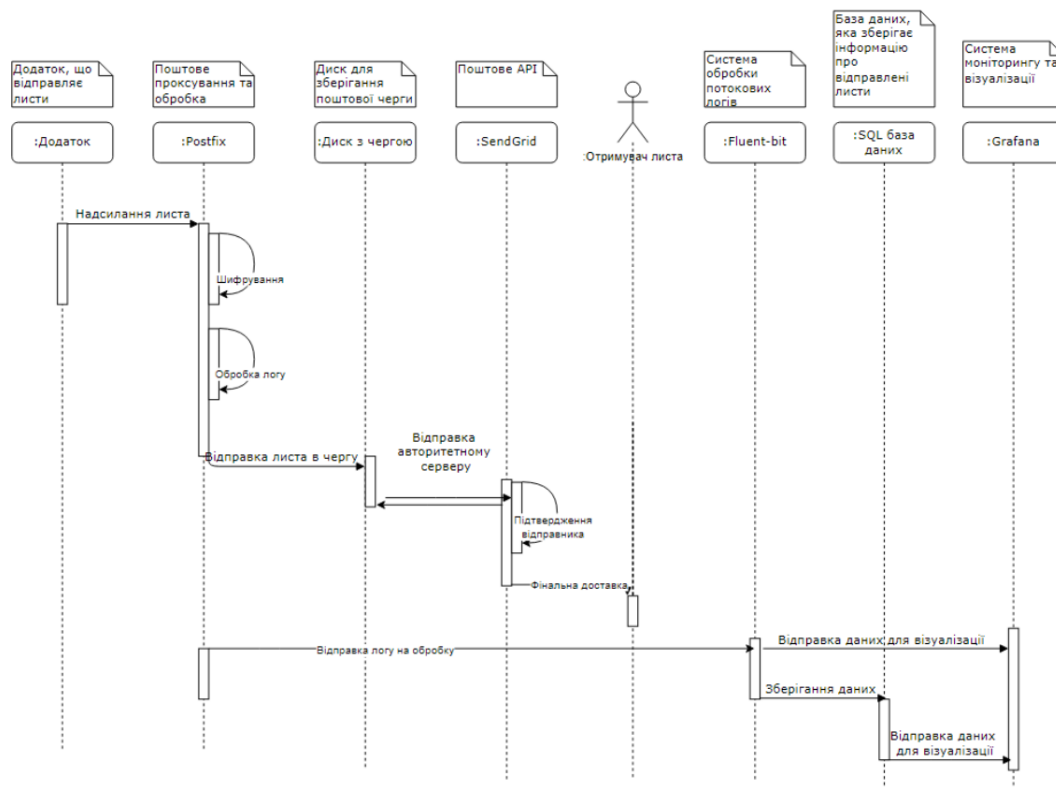 Додаток, що
відправляє
листи
Поштове
проксування та
обробка
Диск для
зберігання
поштової черги
Поштове API
Система
обробки
потокових
логів
База даних,
яка зберігає
інформацію
про
відправлені
листи
Система
моніторингу та
візуалізації
:Додаток
:Postfix
:Диск з чергою
:SendGrid
:Отримувач листа
:Fluent-bit
:SQL база
даних
:Grafana
Надсилання листа
Шифрування
Обробка логу
Відправка листа в чергу
Відправка
авторитетному
серверу
Підтвердження
відправника
Фінальна доставка
Відправка логу на обробку
Відправка даних для візуалізації
Зберігання даних
Відправка даних
для візуалізації